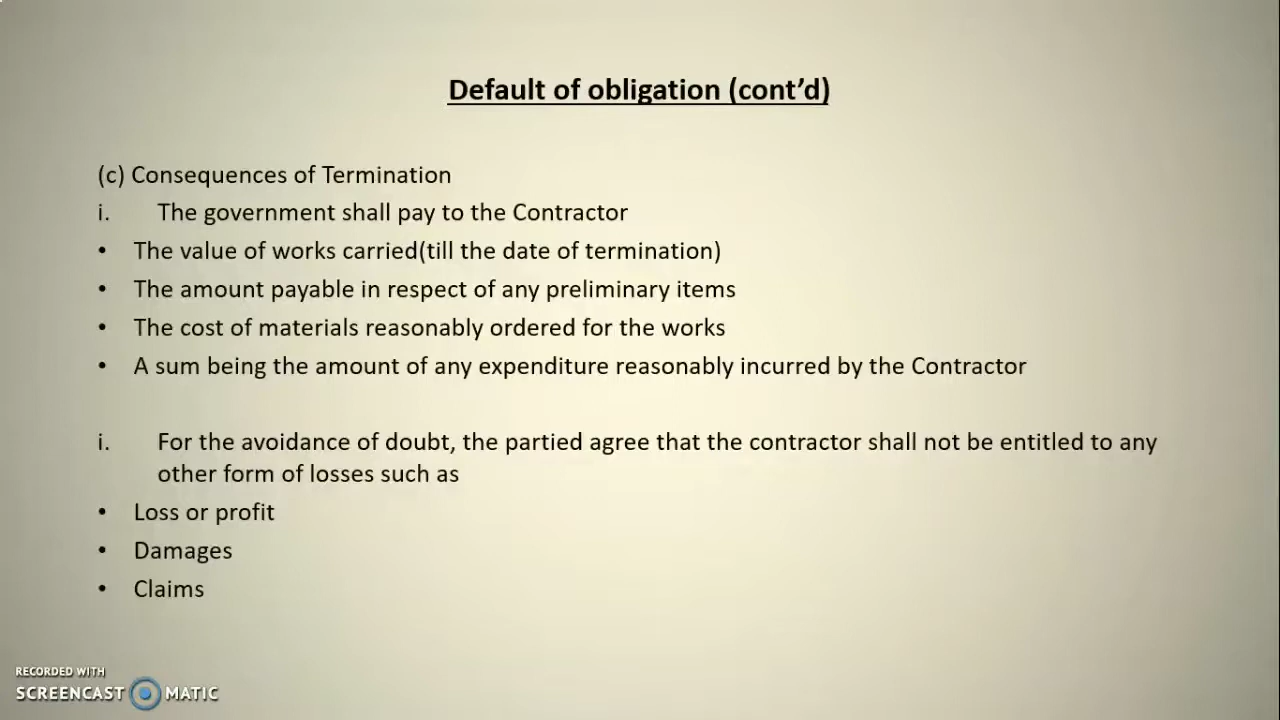 Default of obligation (cont’d)
(c) Consequences of Termination
i. The government shall pay to the Contractor
• The value of works carried(till the date of termination)
• The amount payable in respect of any preliminary items
• The cost of materials reasonably ordered for the works
• A sum being the amount of any expenditure reasonably incurred by the Contractor
i. For the avoidance of doubt, the partied agree that the contractor shall not be entitled to any
other form of losses such as
• Loss or profit
• Damages
• Claims
RECORDED WITH
SCREENCAST MATIC